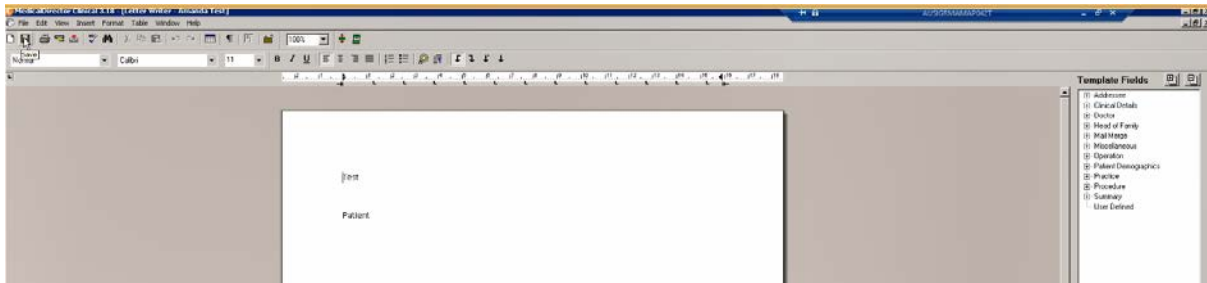 MedicalDirector Clinical 3.18 - [Letter Writer - Amanda Test]
File Edit View Insert Format Table Window Help
100%
Save
Normal Calibri 11 B I U
Template Fields
Addressee
Clinical Details
Doctor
Head of Family
Mail Merge
Miscellaneous
Operation
Patient Demographics
Practice
Procedure
Summary
User Defined
Test
Patient